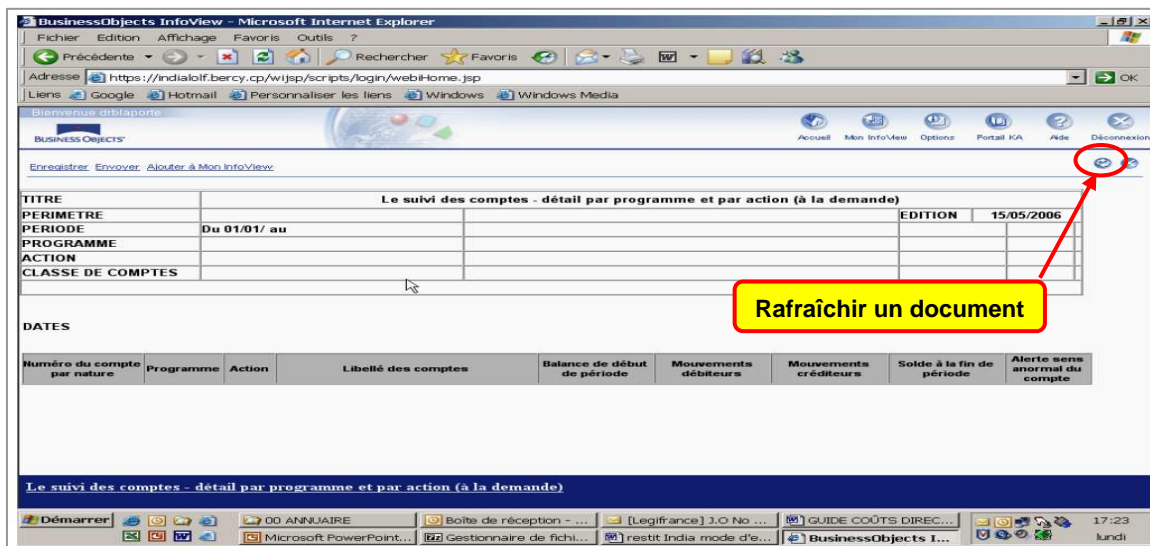 BusinessObjects InfoView - Microsoft Internet Explorer
Fichier Edition Affichage Favoris Outils ?
Précédente Rechercher Favoris
Adresse https://indialolf.bercy.cp/wijsp/scripts/login/webiHome.jsp OK
Liens Google Hotmail Personnaliser les liens Windows Windows Media
Bienvenue drblaporte
BUSINESS OBJECTS
Accueil Mon InfoView Options Portail KA Aide Déconnexion
Enregistrer Envoyer Ajouter à Mon InfoView
TITRE Le suivi des comptes - détail par programme et par action (à la demande)
PERIMETRE EDITION 15/05/2006
PERIODE Du 01/01/ au
PROGRAMME
ACTION
CLASSE DE COMPTES
Rafraîchir un document
DATES
Numéro du compte par nature Programme Action Libellé des comptes Balance de début de période Mouvements débiteurs Mouvements créditeurs Solde à la fin de période Alerte sens anormal du compte
Le suivi des comptes - détail par programme et par action (à la demande)
Démarrer 00 ANNUAIRE Boîte de réception - ... [Legifrance] J.O No ... GUIDE COÛTS DIREC... 17:23
Microsoft PowerPoint... Gestionnaire de fichi... restit India mode d'e... BusinessObjects I... lundi